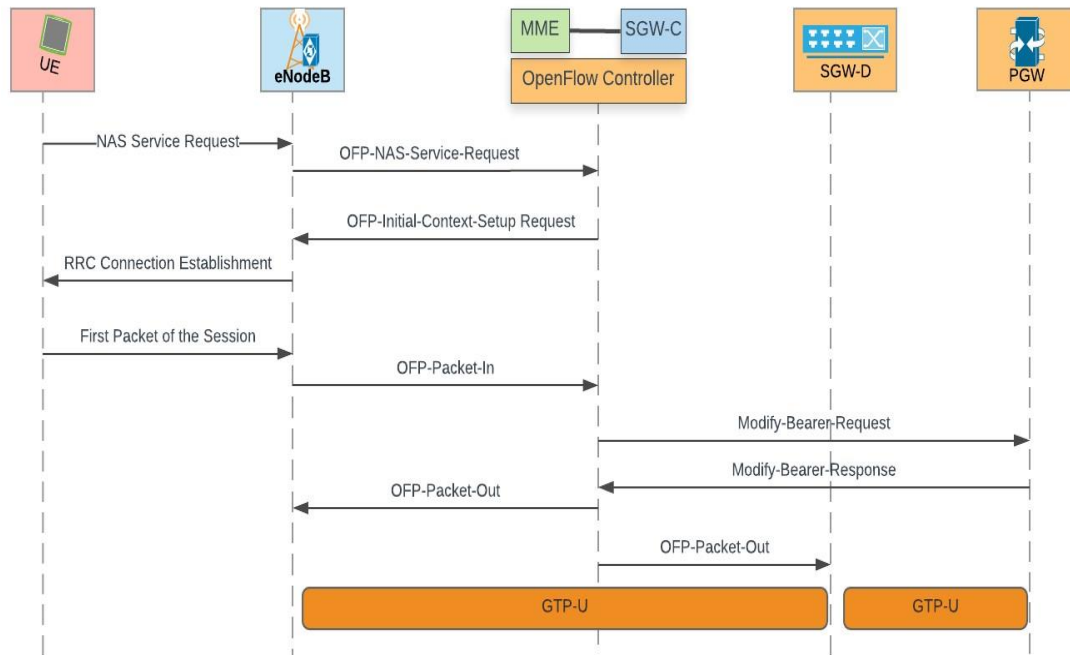 UE
eNodeB
MME
SGW-C
OpenFlow Controller
SGW-D
PGW
NAS Service Request
OFP-NAS-Service-Request
OFP-Initial-Context-Setup Request
RRC Connection Establishment
First Packet of the Session
OFP-Packet-In
Modify-Bearer-Request
Modify-Bearer-Response
OFP-Packet-Out
OFP-Packet-Out
GTP-U
GTP-U